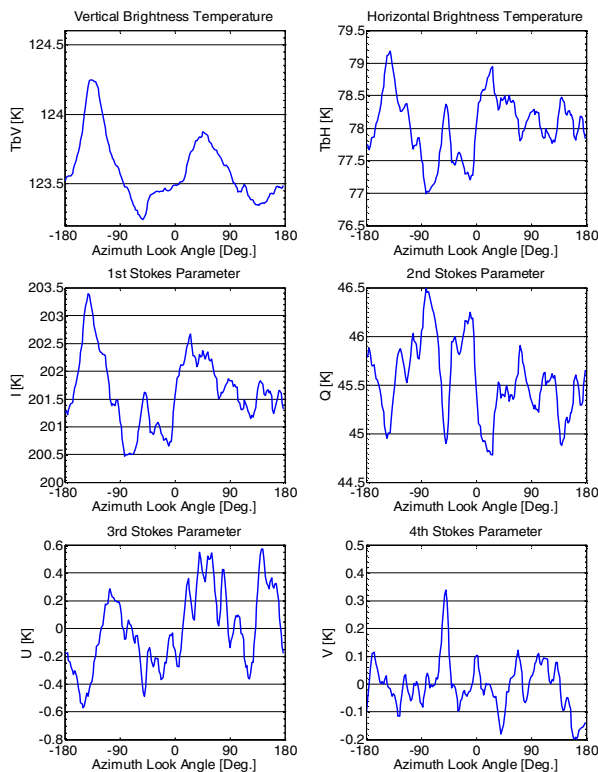 Vertical Brightness Temperature
124.5
124
123.5
TbV [K]
-180 -90 0 90 180
Azimuth Look Angle [Deg.]
Horizontal Brightness Temperature
79.5
79
78.5
78
77.5
77
76.5
TbH [K]
-180 -90 0 90 180
Azimuth Look Angle [Deg.]
1st Stokes Parameter
203.5
203
202.5
202
201.5
201
200.5
200
I [K]
-180 -90 0 90 180
Azimuth Look Angle [Deg.]
2nd Stokes Parameter
46.5
46
45.5
45
44.5
Q [K]
-180 -90 0 90 180
Azimuth Look Angle [Deg.]
3rd Stokes Parameter
0.6
0.4
0.2
0
-0.2
-0.4
-0.6
-0.8
U [K]
-180 -90 0 90 180
Azimuth Look Angle [Deg.]
4th Stokes Parameter
0.5
0.4
0.3
0.2
0.1
0
-0.1
-0.2
V [K]
-180 -90 0 90 180
Azimuth Look Angle [Deg.]